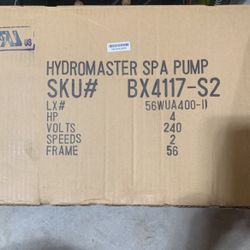 HYDROMASTER SPA PUMP
SKU# BX4117-S2
LX# 56WUA400-II
HP 4
VOLTS 240
SPEEDS 2
FRAME 56